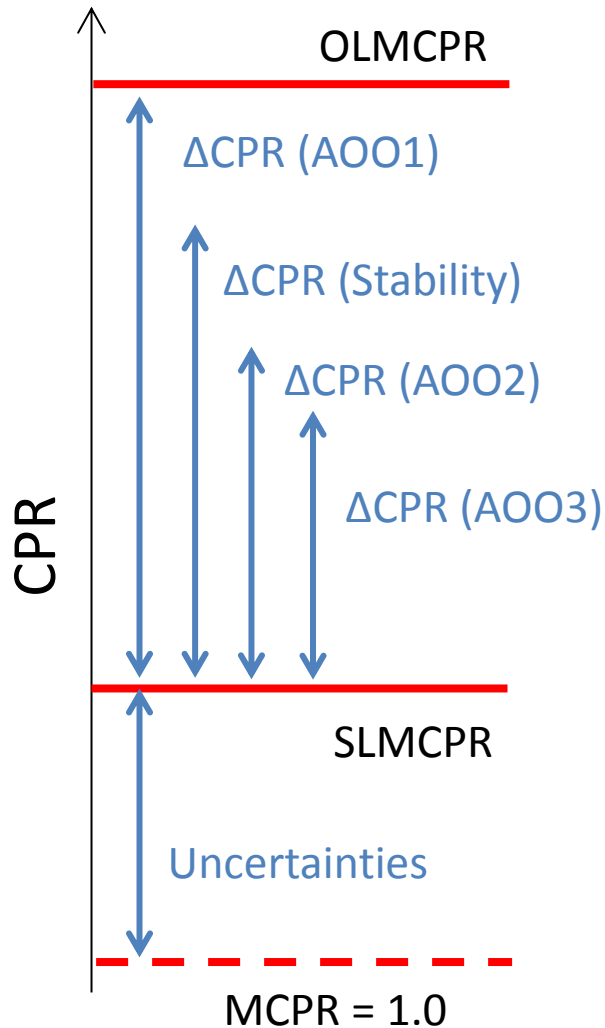 OLMCPR
ΔCPR (AOO1)
ΔCPR (Stability)
ΔCPR (AOO2)
ΔCPR (AOO3)
CPR
SLMCPR
Uncertainties
MCPR = 1.0